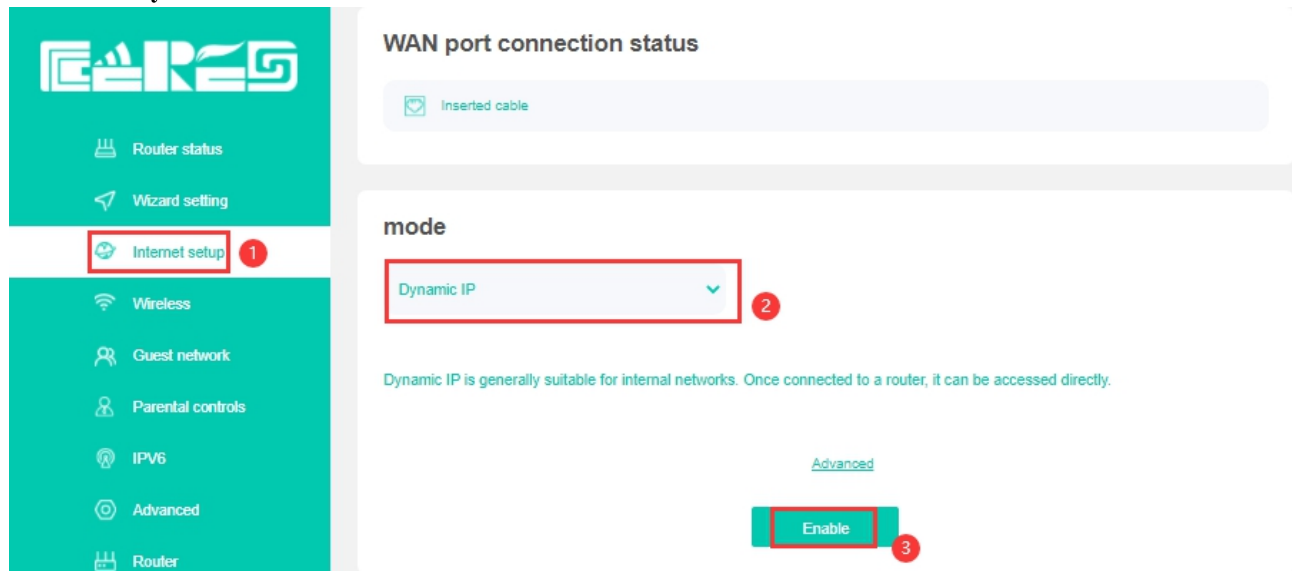 CARES
WAN port connection status
Inserted cable
Router status
Wizard setting
Internet setup 1
Wireless
Guest network
Parental controls
IPV6
Advanced
Router
mode
Dynamic IP
2
Dynamic IP is generally suitable for internal networks. Once connected to a router, it can be accessed directly.
Advanced
Enable
3